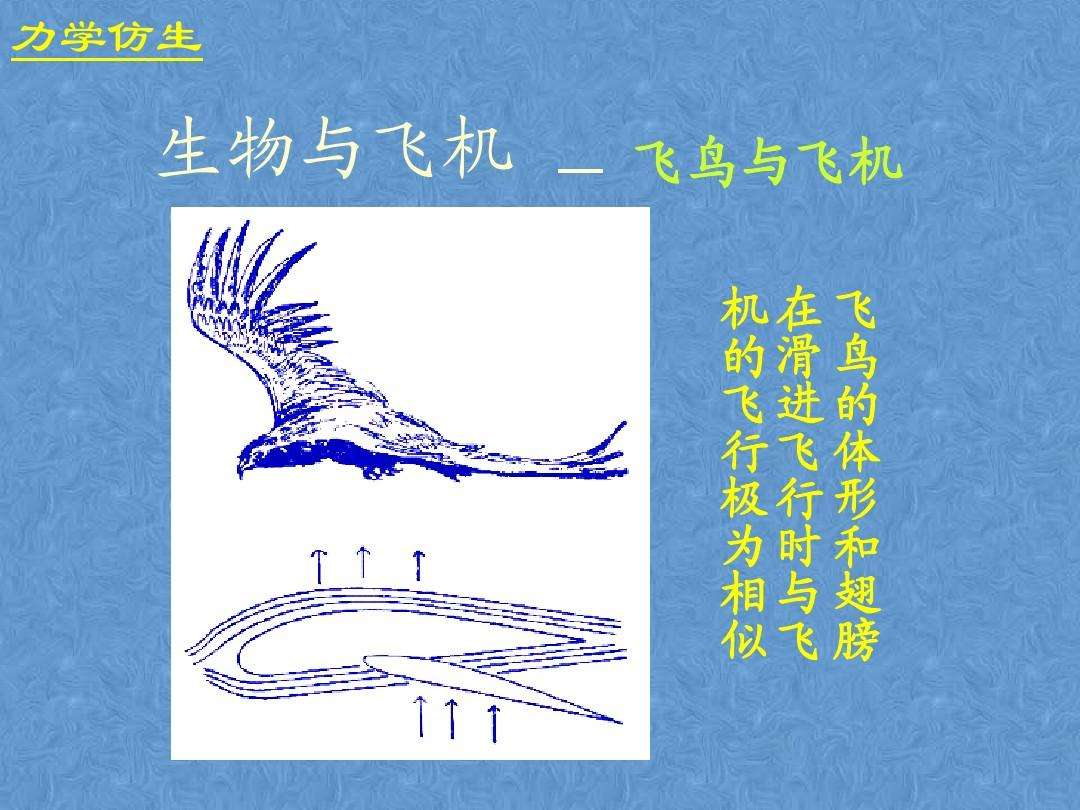 力学仿生
生物与飞机 — 飞鸟与飞机
飞鸟的体形和翅膀
在滑进飞行时与飞
机的飞行极为相似